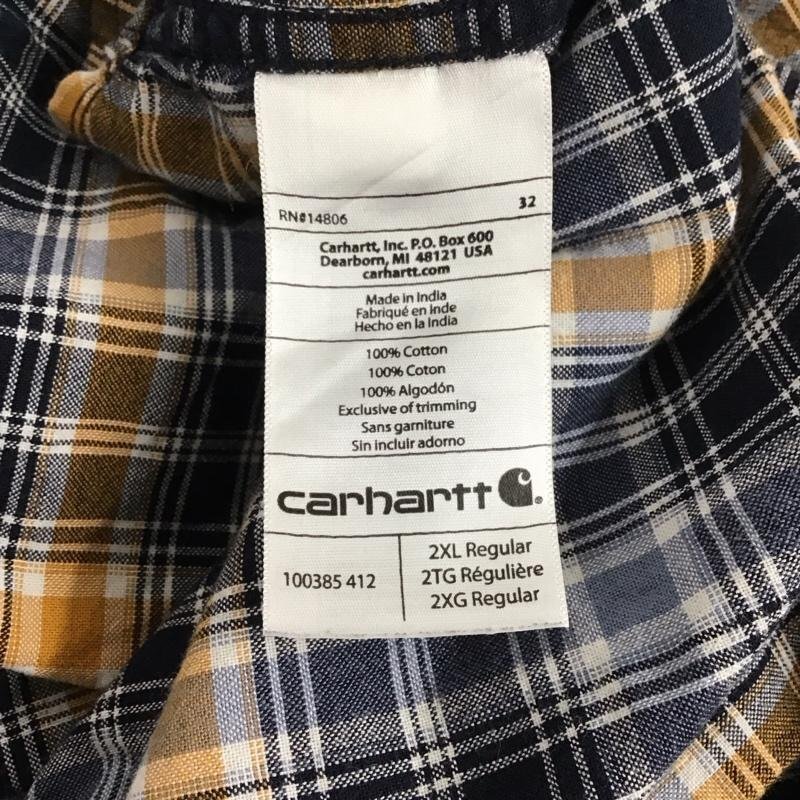 RN#14806 32
Carhartt, Inc. P.O. Box 600
Dearborn, MI 48121 USA
carhartt.com
Made in India
Fabriqué en Inde
Hecho en la India
100% Cotton
100% Coton
100% Algodón
Exclusive of trimming
Sans garniture
Sin incluir adorno
carhartt
100385 412
2XL Regular
2TG Régulière
2XG Regular